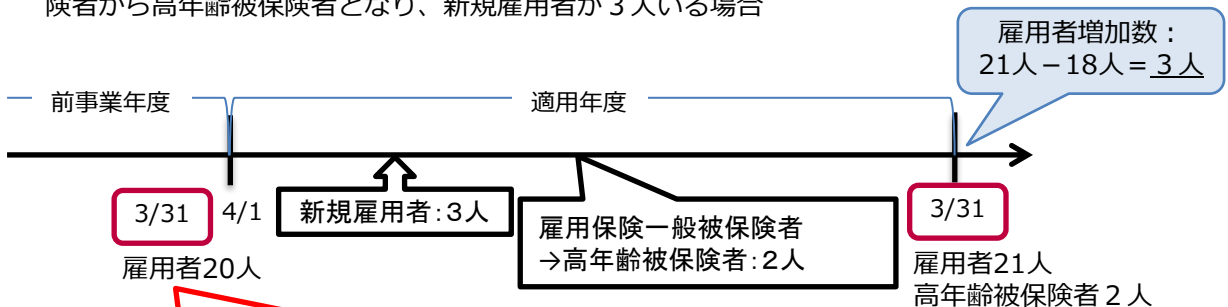 険者から高年齢被保険者となり、新規雇用者が３人いる場合
雇用者増加数：
21人－18人＝３人
前事業年度
適用年度
3/31
4/1
新規雇用者：３人
雇用保険一般被保険者
→高年齢被保険者：２人
3/31
雇用者20人
雇用者21人
高年齢被保険者２人